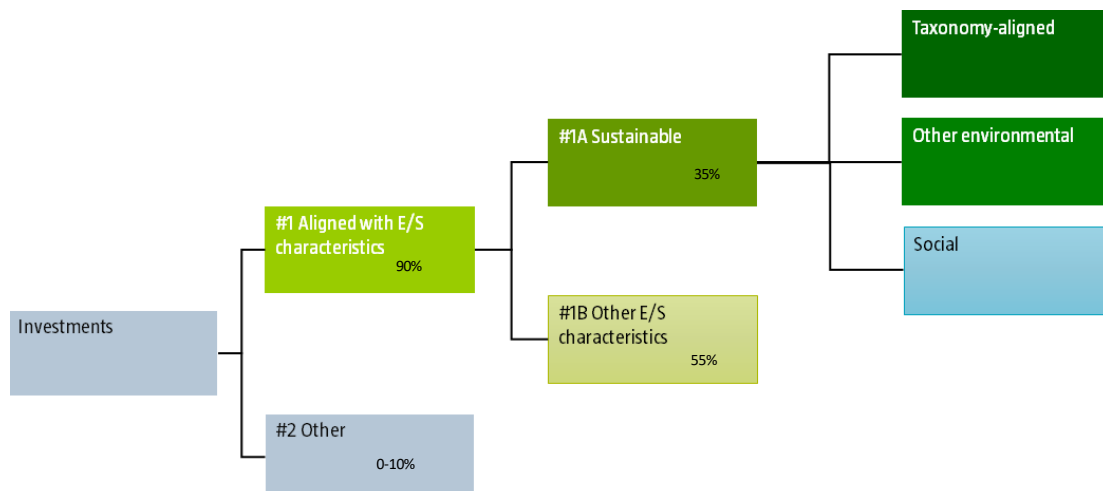 Investments
#1 Aligned with E/S
characteristics
90%
#2 Other
0-10%
#1A Sustainable
35%
#1B Other E/S
characteristics
55%
Taxonomy-aligned
Other environmental
Social